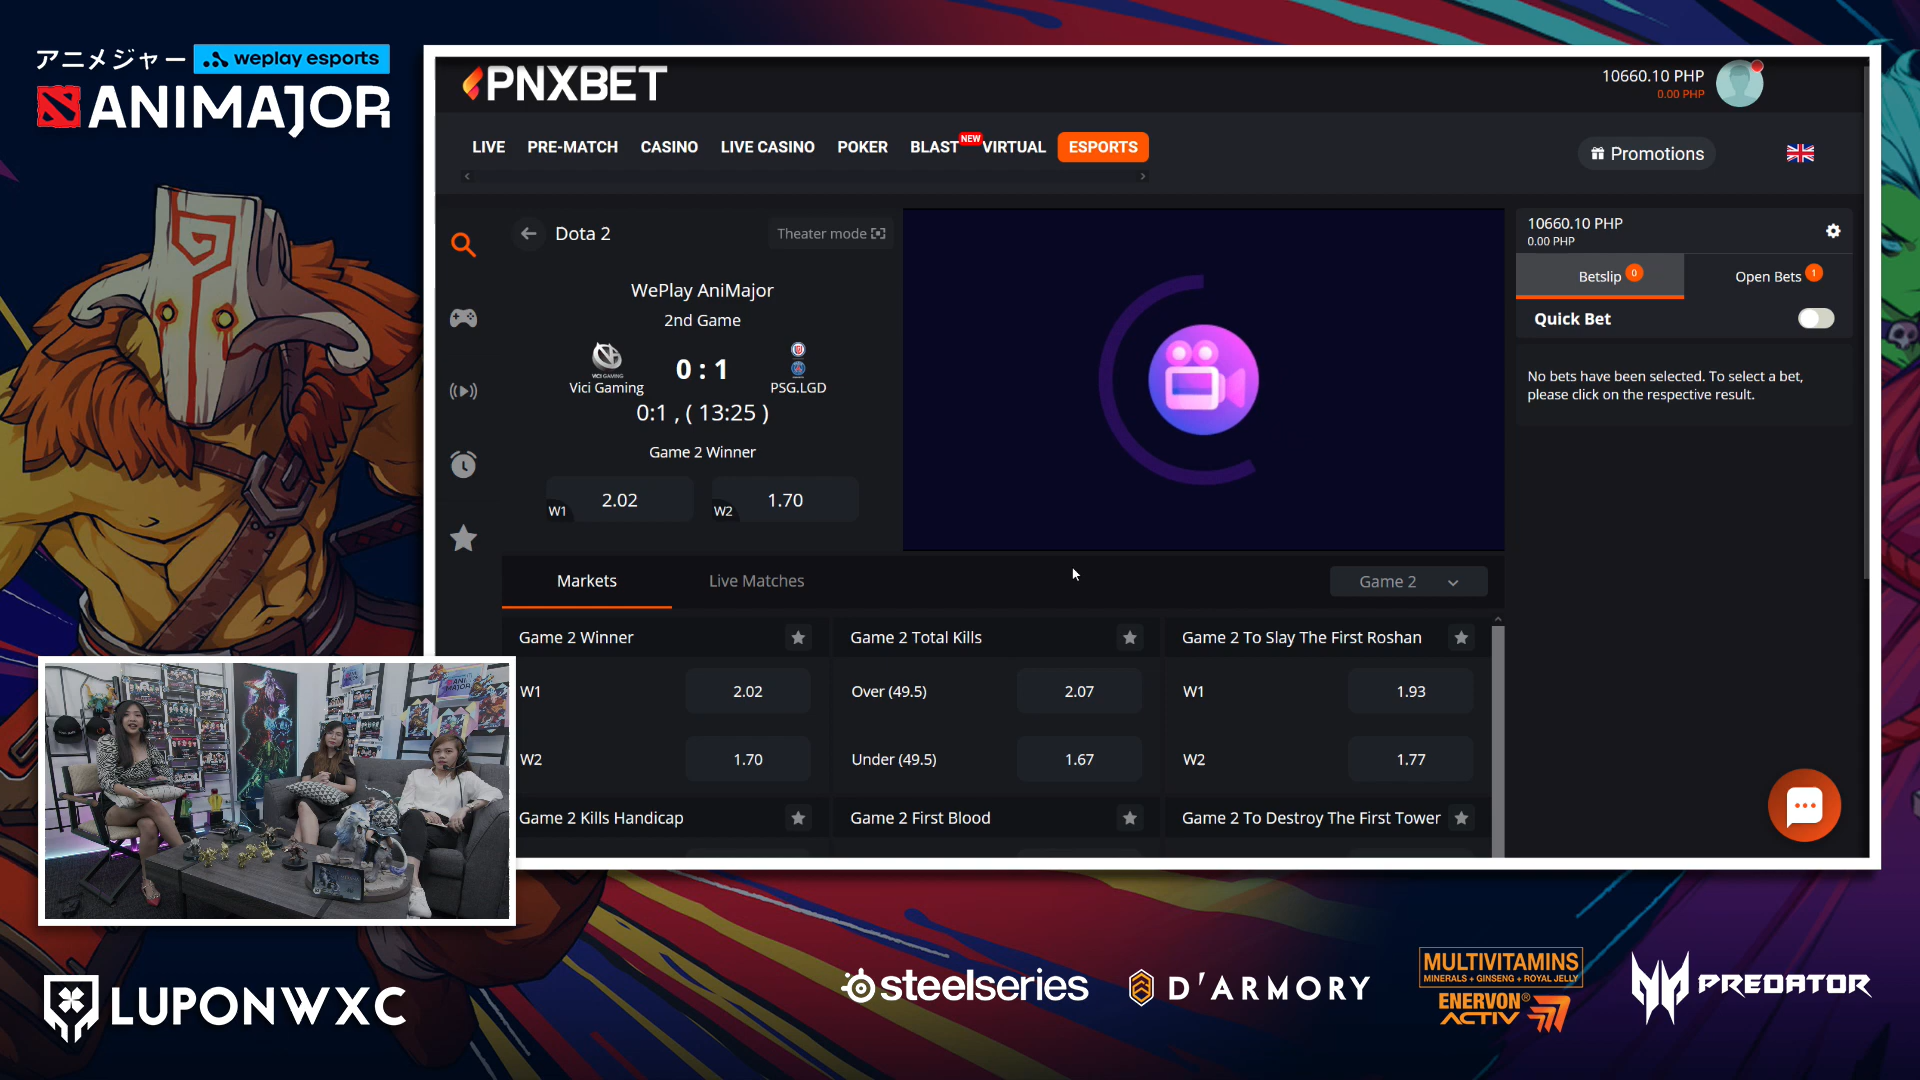 アニメジャー
weplay esports
ANIMAJOR
PNXBET
10660.10 PHP
0.00 PHP
LIVE
PRE-MATCH
CASINO
LIVE CASINO
POKER
BLAST
NEW
VIRTUAL
ESPORTS
Promotions
Dota 2
Theater mode
WePlay AniMajor
2nd Game
VICI GAMING
Vici Gaming
0 : 1
PSG.LGD
0:1 , ( 13:25 )
Game 2 Winner
W1
2.02
W2
1.70
10660.10 PHP
0.00 PHP
Betslip
0
Open Bets
1
Quick Bet
No bets have been selected. To select a bet,
please click on the respective result.
Markets
Live Matches
Game 2
Game 2 Winner
W1
2.02
W2
1.70
Game 2 Total Kills
Over (49.5)
2.07
Under (49.5)
1.67
Game 2 To Slay The First Roshan
W1
1.93
W2
1.77
Game 2 Kills Handicap
Game 2 First Blood
Game 2 To Destroy The First Tower
LUPONWXC
steelseries
D'ARMORY
MULTIVITAMINS
MINERALS + GINSENG + ROYAL JELLY
ENERVON®
ACTIV
PREDATOR